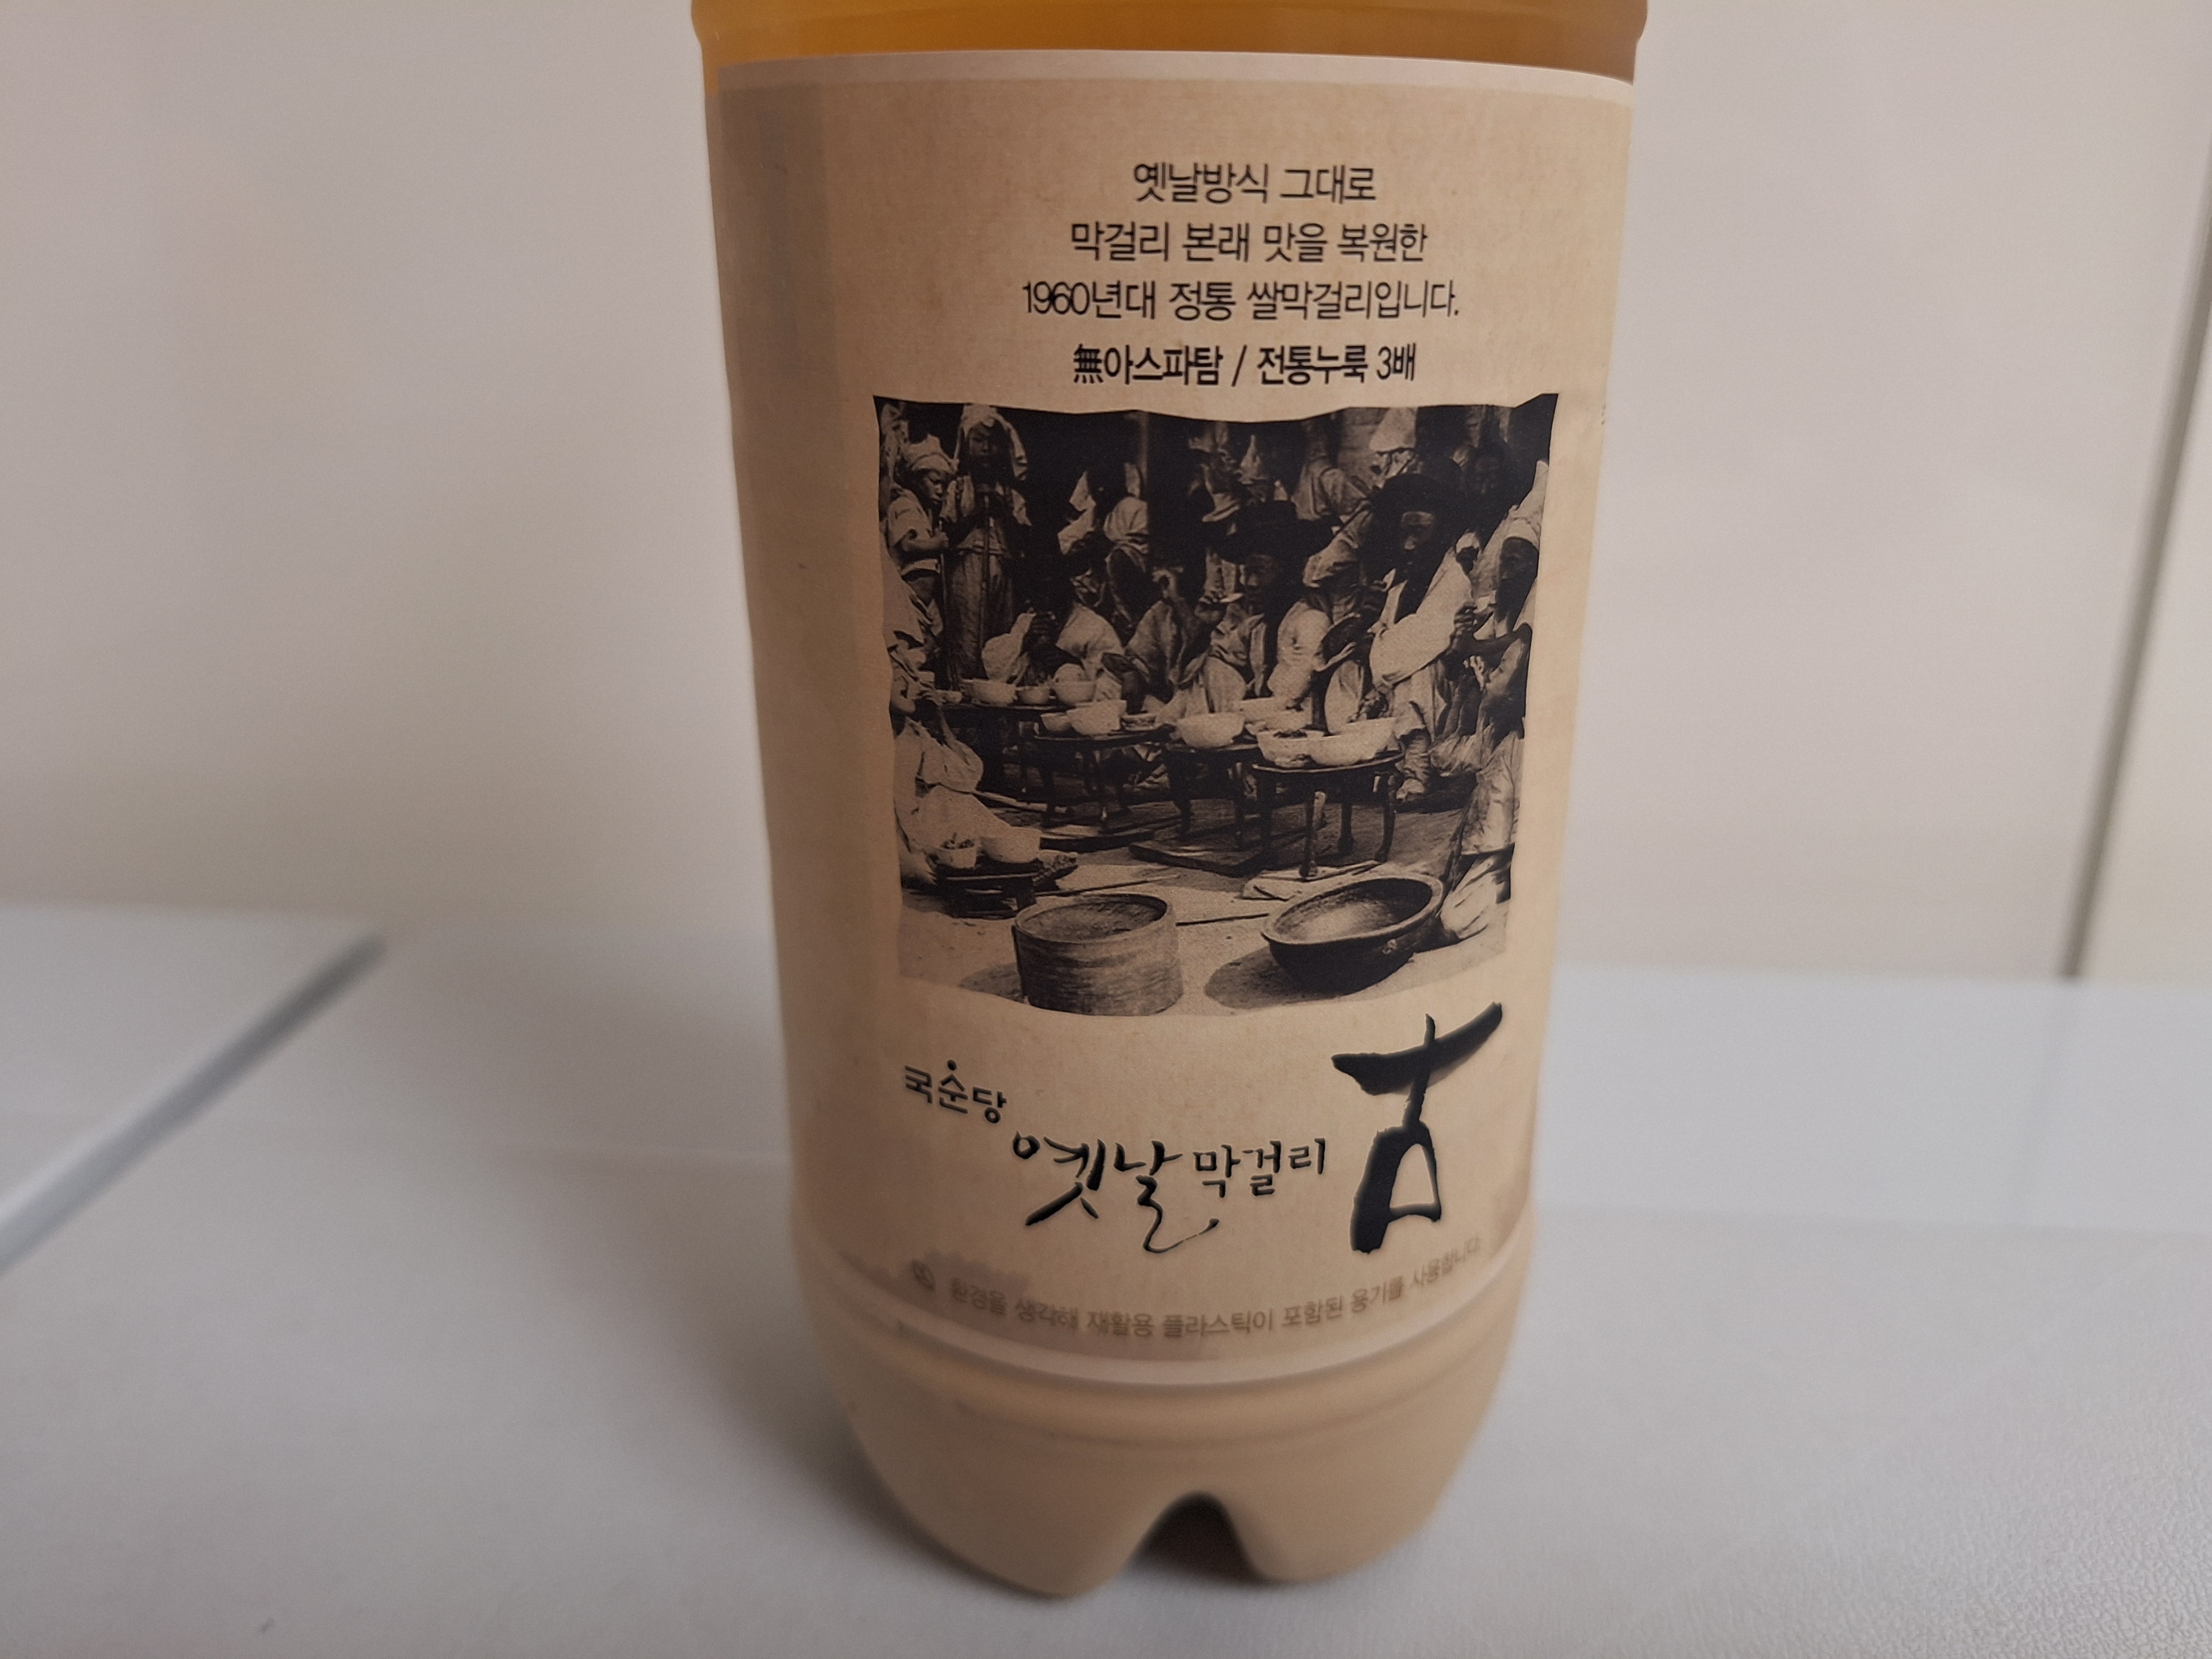 옛날방식 그대로
막걸리 본래 맛을 복원한
1960년대 정통 쌀막걸리입니다.
無아스파탐 / 전통누룩 3배
국순당
옛날 막걸리 古
환경을 생각해 재활용 플라스틱이 포함된 용기를 사용합니다.